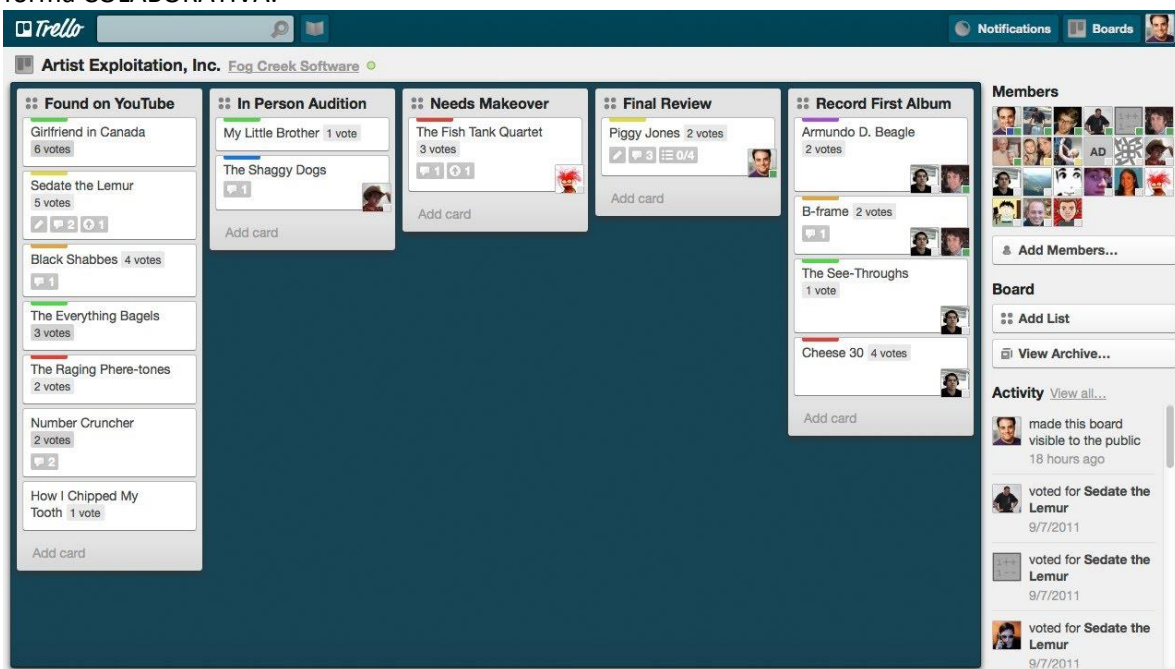 forma COLABORATIVA.
Trello
Notifications
Boards
Artist Exploitation, Inc. Fog Creek Software
Found on YouTube
Girlfriend in Canada
6 votes
Sedate the Lemur
5 votes
2 1
Black Shabbes 4 votes
1
The Everything Bagels
3 votes
The Raging Phere-tones
2 votes
Number Cruncher
2 votes
2
How I Chipped My
Tooth 1 vote
Add card
In Person Audition
My Little Brother 1 vote
The Shaggy Dogs
1
Add card
Needs Makeover
The Fish Tank Quartet
3 votes
1 1
Add card
Final Review
Piggy Jones 2 votes
3 0/4
Add card
Record First Album
Armundo D. Beagle
2 votes
B-frame 2 votes
1
The See-Throughs
1 vote
Cheese 30 4 votes
Add card
Members
AD
Add Members...
Board
Add List
View Archive...
Activity View all...
made this board
visible to the public
18 hours ago
voted for Sedate the
Lemur
9/7/2011
voted for Sedate the
Lemur
9/7/2011
voted for Sedate the
Lemur
9/7/2011